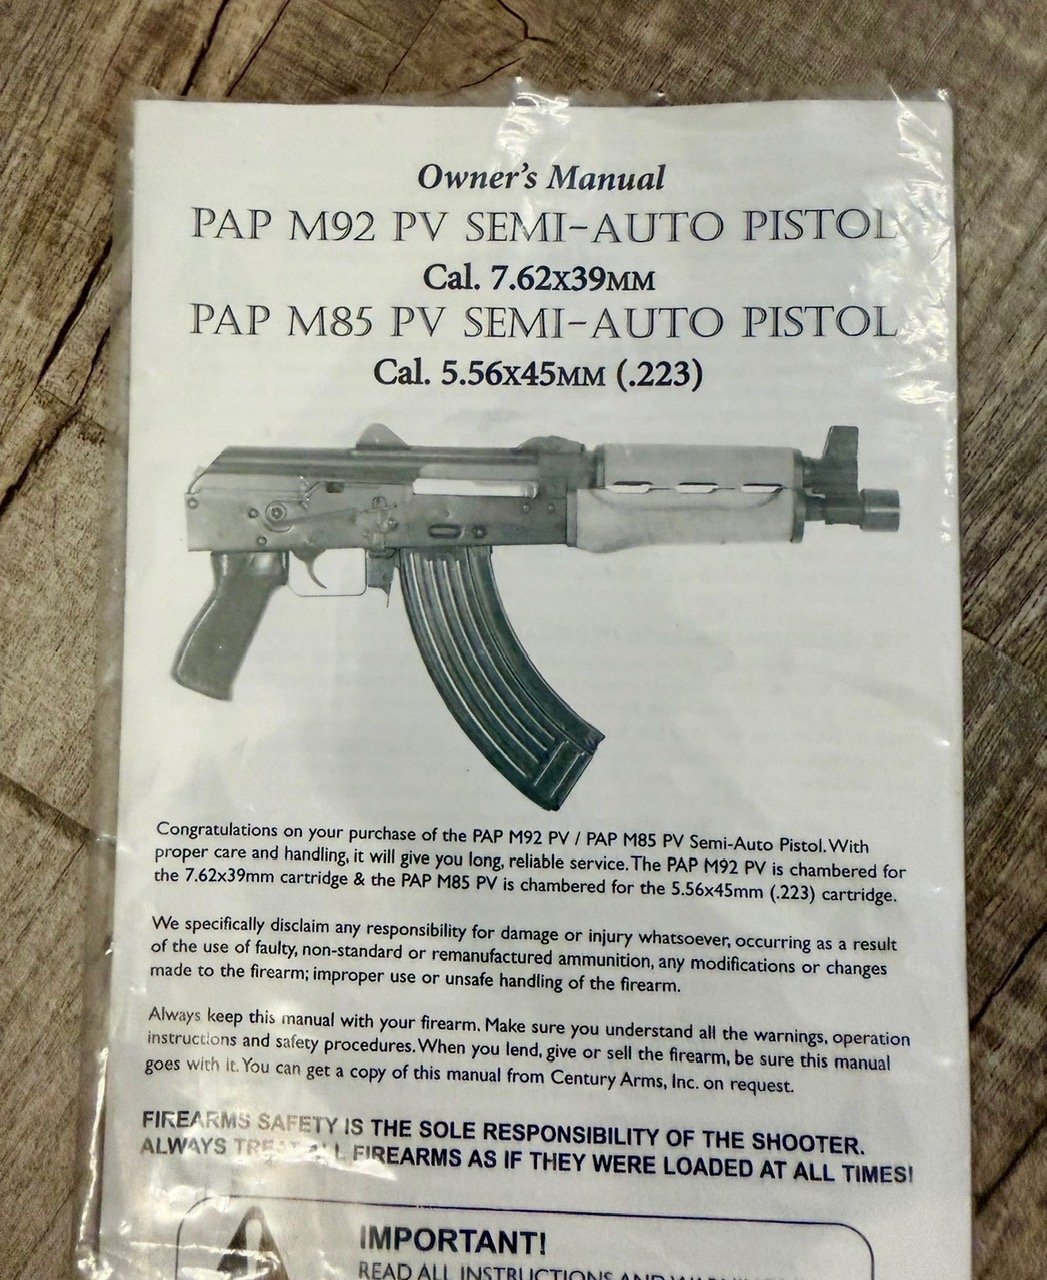 Owner's Manual
PAP M92 PV SEMI-AUTO PISTOL
Cal. 7.62x39MM
PAP M85 PV SEMI-AUTO PISTOL
Cal. 5.56x45MM (.223)
Congratulations on your purchase of the PAP M92 PV / PAP M85 PV Semi-Auto Pistol. With
proper care and handling, it will give you long, reliable service. The PAP M92 PV is chambered for
the 7.62x39mm cartridge & the PAP M85 PV is chambered for the 5.56x45mm (.223) cartridge.
We specifically disclaim any responsibility for damage or injury whatsoever, occurring as a result
of the use of faulty, non-standard or remanufactured ammunition, any modifications or changes
made to the firearm; improper use or unsafe handling of the firearm.
Always keep this manual with your firearm. Make sure you understand all the warnings, operation
instructions and safety procedures. When you lend, give or sell the firearm, be sure this manual
goes with it. You can get a copy of this manual from Century Arms, Inc. on request.
FIREARMS SAFETY IS THE SOLE RESPONSIBILITY OF THE SHOOTER.
ALWAYS TREAT ALL FIREARMS AS IF THEY WERE LOADED AT ALL TIMES!
IMPORTANT!
READ ALL INSTRUCTIONS AND